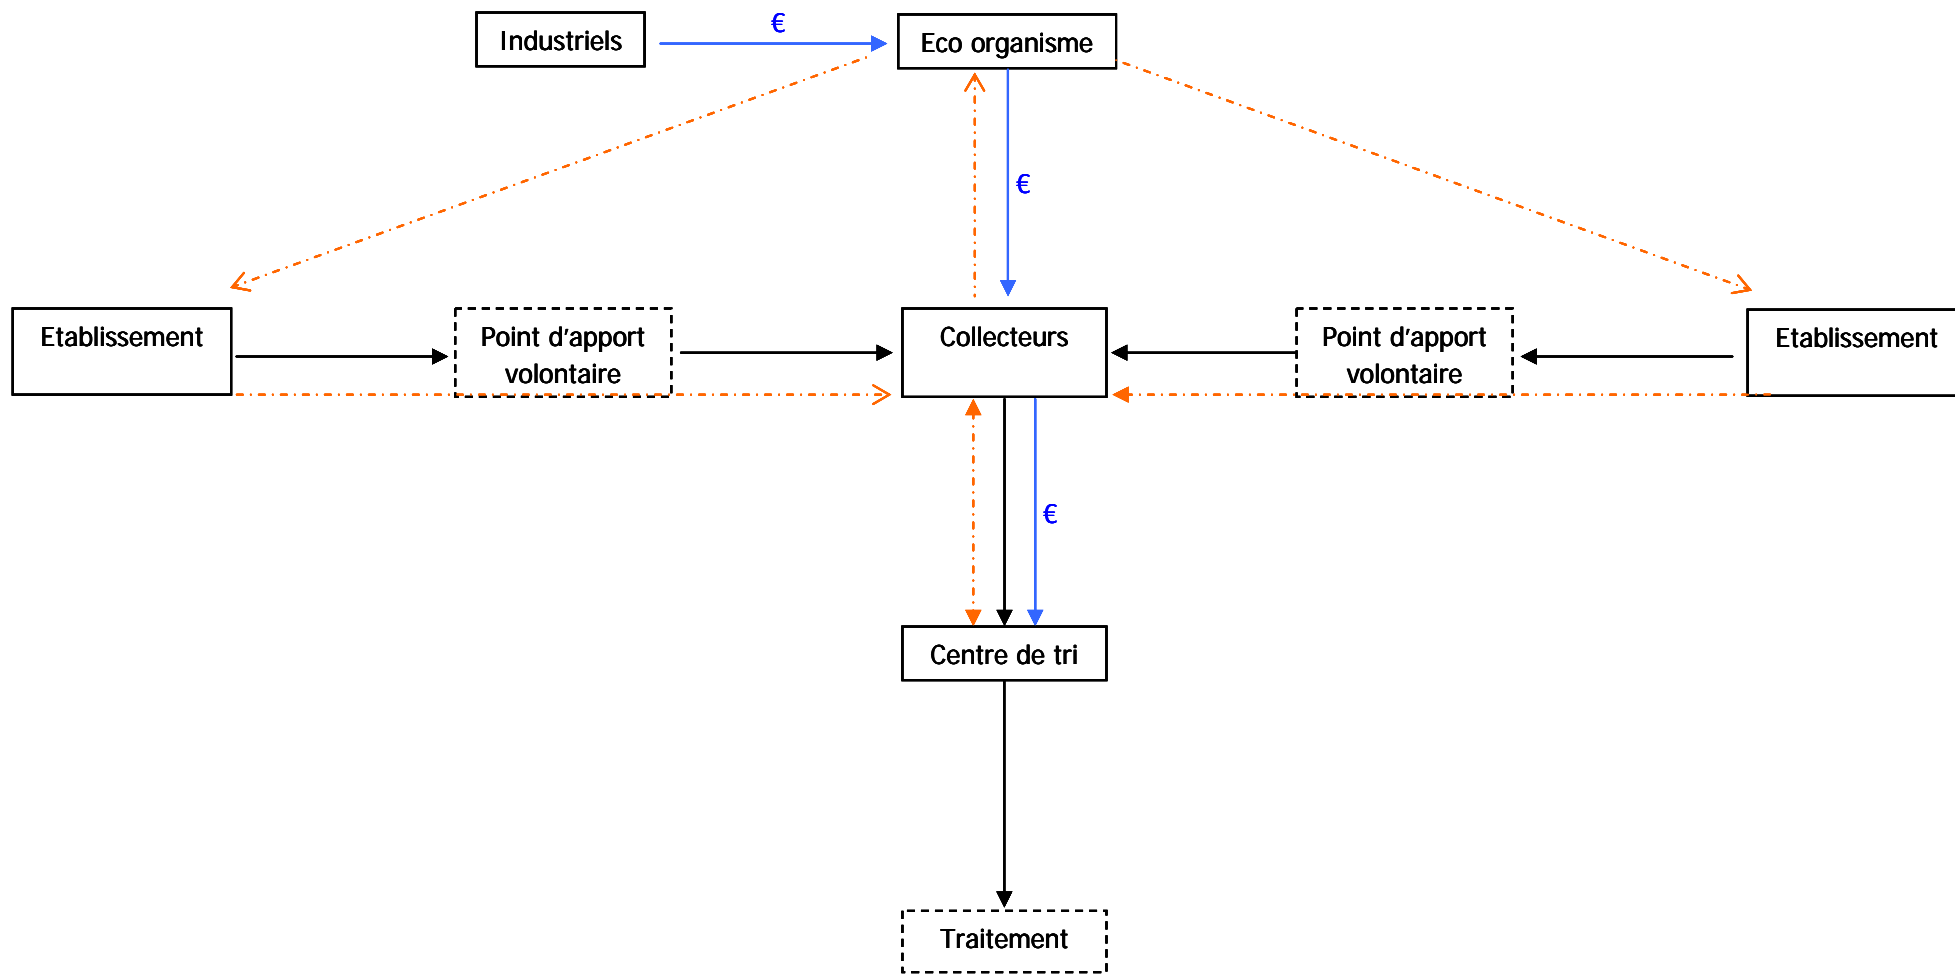 Industriels
€
Eco organisme
€
Etablissement
Point d'apport
volontaire
Collecteurs
Point d'apport
volontaire
Etablissement
€
Centre de tri
Traitement